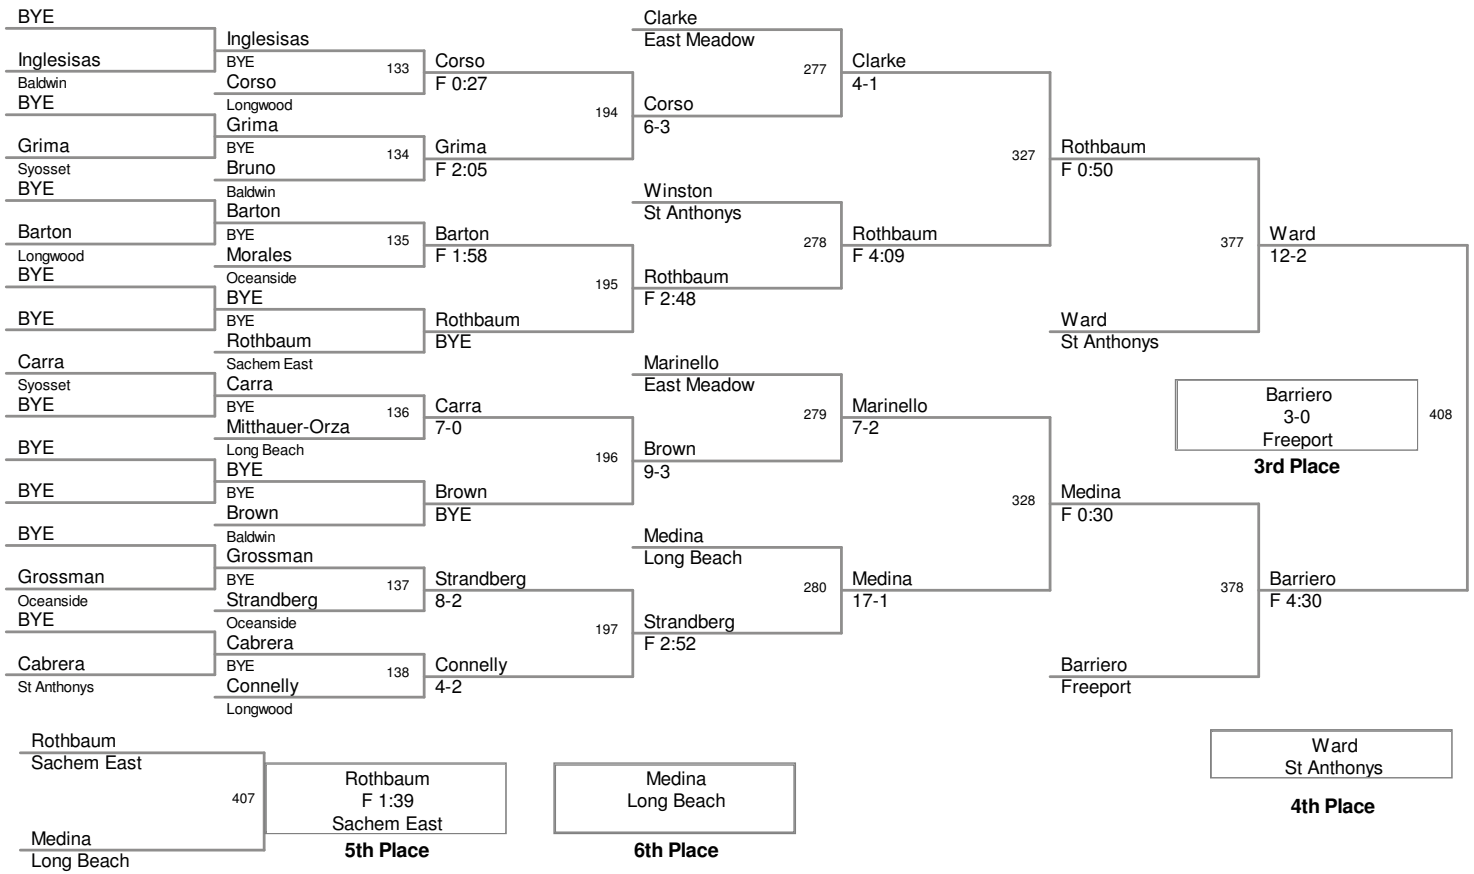 BYE
Inglesisas
Baldwin
BYE
Grima
Syosset
BYE
Barton
Longwood
BYE
BYE
Carra
Syosset
BYE
BYE
BYE
BYE
Grossman
Oceanside
BYE
Cabrera
St Anthonys
Inglesisas
BYE
133
Corso
Longwood
Grima
BYE
134
Bruno
Baldwin
Barton
BYE
135
Morales
Oceanside
BYE
BYE
Rothbaum
Sachem East
Carra
BYE
136
Mitthauer-Orza
Long Beach
BYE
BYE
Brown
Baldwin
Grossman
BYE
137
Strandberg
Oceanside
Cabrera
BYE
138
Connelly
Longwood
Corso
F 0:27
194
Grima
F 2:05
Barton
F 1:58
195
Rothbaum
BYE
Carra
7-0
196
Brown
BYE
Strandberg
8-2
197
Connelly
4-2
Clarke
East Meadow
277
Corso
6-3
Winston
St Anthonys
278
Rothbaum
F 2:48
Marinello
East Meadow
279
Brown
9-3
Medina
Long Beach
280
Strandberg
F 2:52
Clarke
4-1
327
Rothbaum
F 4:09
Marinello
7-2
328
Medina
17-1
Rothbaum
F 0:50
377
Ward
St Anthonys
Medina
F 0:30
378
Barriero
Freeport
Ward
12-2
408
Barriero
F 4:30
Barriero
3-0
Freeport
3rd Place
Ward
St Anthonys
4th Place
Rothbaum
Sachem East
407
Medina
Long Beach
Rothbaum
F 1:39
Sachem East
5th Place
Medina
Long Beach
6th Place